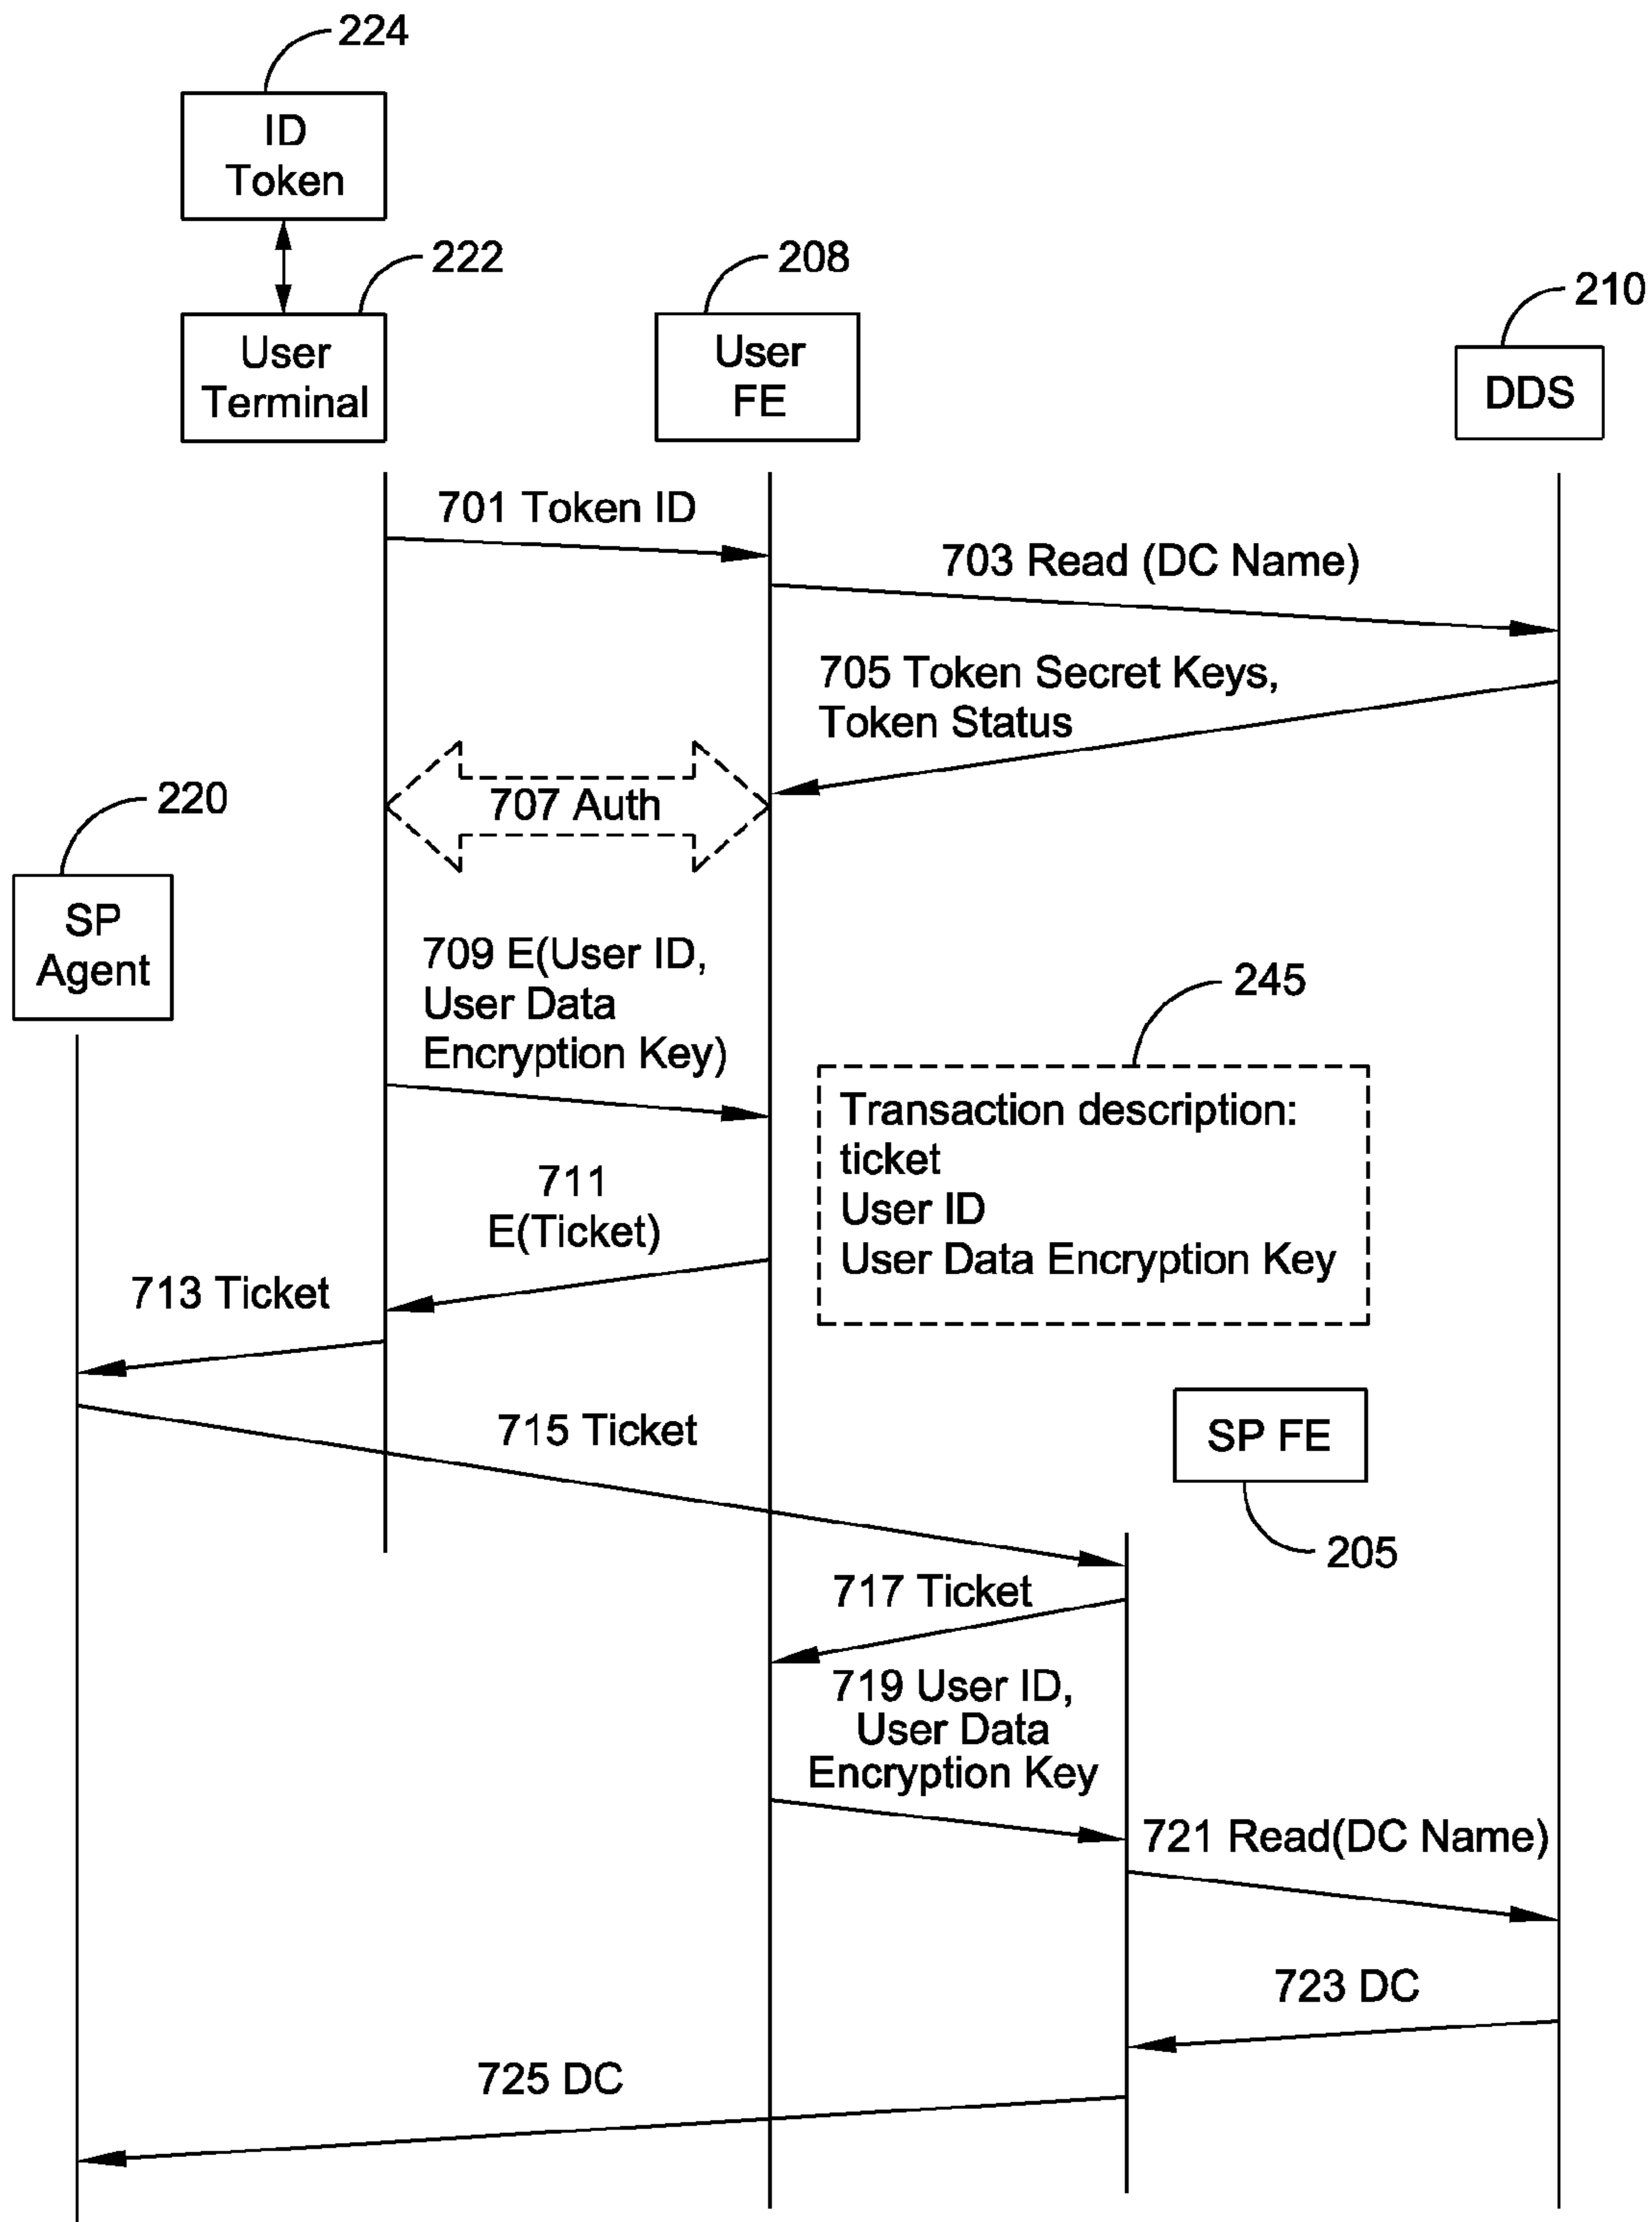 224
ID
Token
222
User
Terminal
208
User
FE
210
DDS
701 Token ID
703 Read (DC Name)
705 Token Secret Keys,
Token Status
707 Auth
220
SP
Agent
709 E(User ID,
User Data
Encryption Key)
245
Transaction description:
ticket
User ID
User Data Encryption Key
711
E(Ticket)
713 Ticket
715 Ticket
SP FE
205
717 Ticket
719 User ID,
User Data
Encryption Key
721 Read(DC Name)
723 DC
725 DC